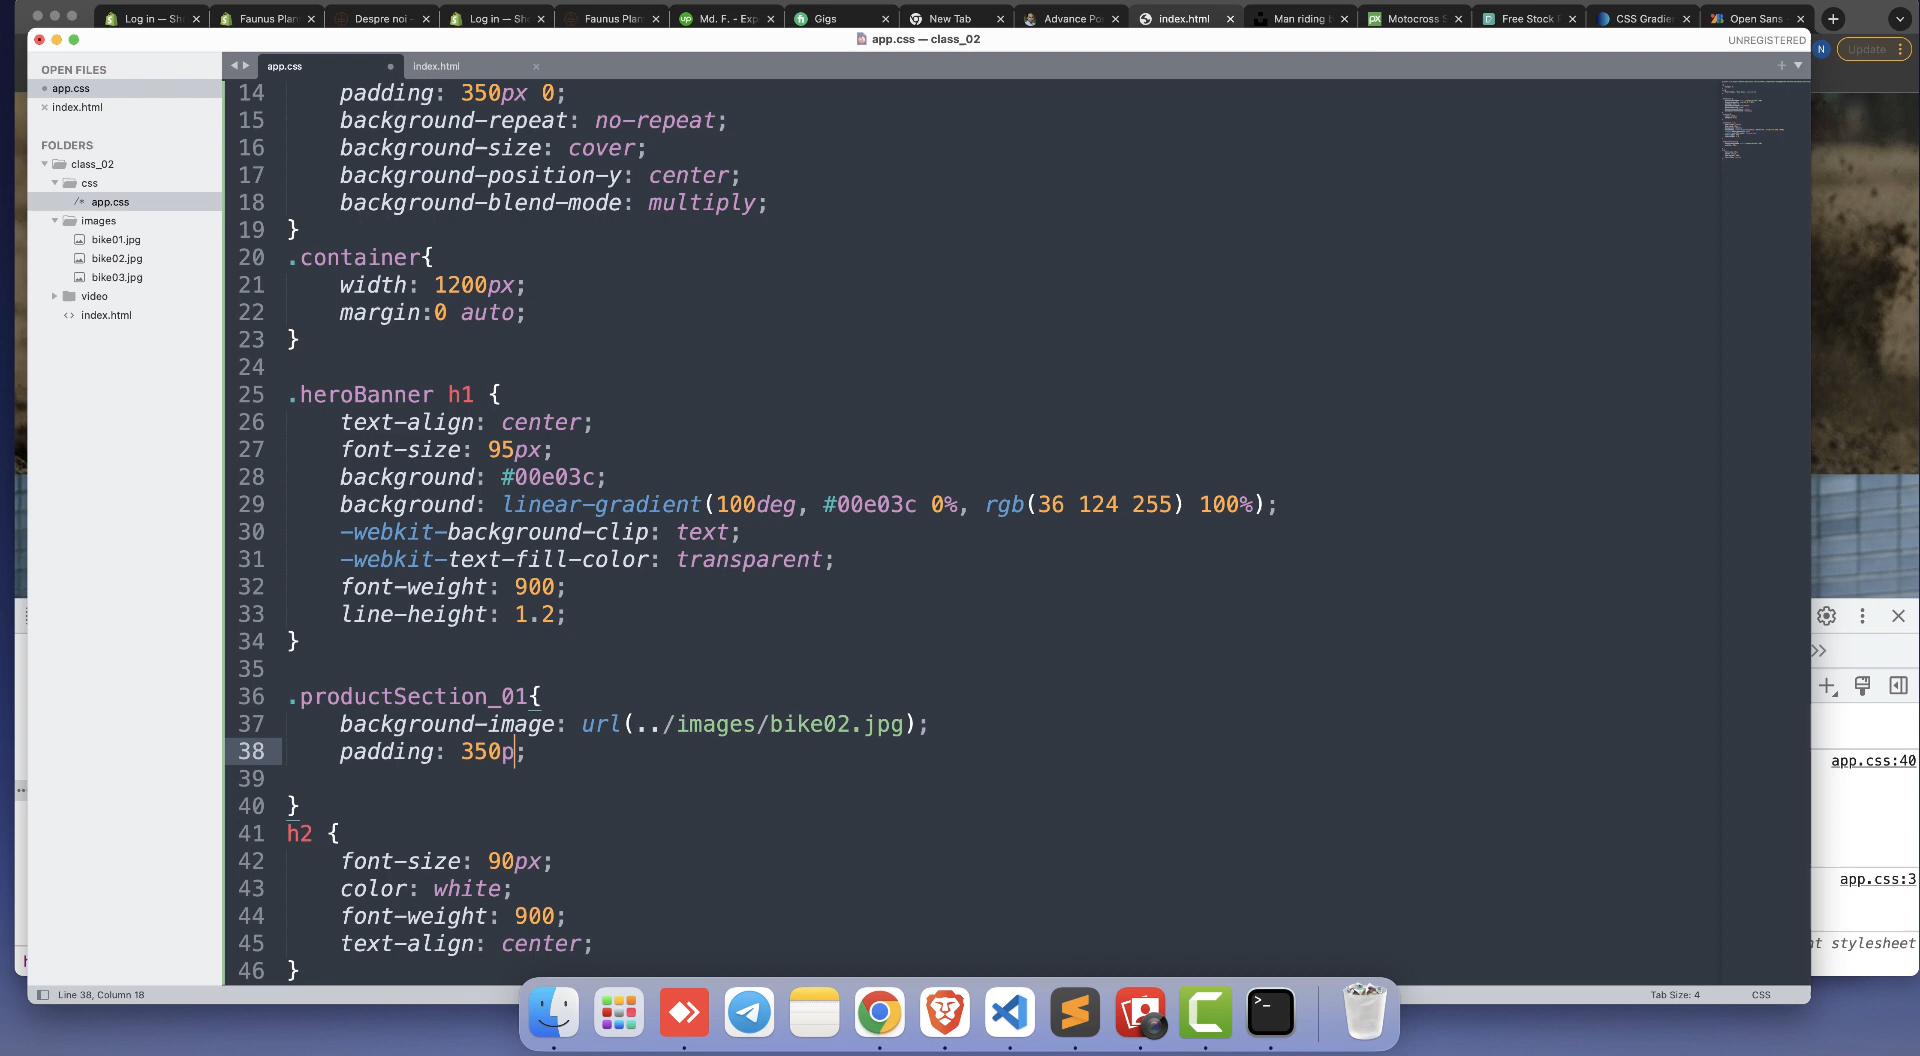 Log in — Sh
Faunus Plan
Despre noi -
Log in — Sh
Faunus Plan
Md. F. - Exp
Gigs
New Tab
Advance Po
index.html
Man riding
Motocross S
Free Stock F
CSS Gradie
Open Sans -
app.css — class_02
UNREGISTERED
N
Update
OPEN FILES
app.css
index.html
FOLDERS
class_02
css
/* app.css
images
bike01.jpg
bike02.jpg
bike03.jpg
video
<> index.html
app.css
index.html
14 padding: 350px 0;
15 background-repeat: no-repeat;
16 background-size: cover;
17 background-position-y: center;
18 background-blend-mode: multiply;
19 }
20 .container{
21 width: 1200px;
22 margin:0 auto;
23 }
24
25 .heroBanner h1 {
26 text-align: center;
27 font-size: 95px;
28 background: #00e03c;
29 background: linear-gradient(100deg, #00e03c 0%, rgb(36 124 255) 100%);
30 -webkit-background-clip: text;
31 -webkit-text-fill-color: transparent;
32 font-weight: 900;
33 line-height: 1.2;
34 }
35
36 .productSection_01{
37 background-image: url(../images/bike02.jpg);
38 padding: 350p;
39
40 }
41 h2 {
42 font-size: 90px;
43 color: white;
44 font-weight: 900;
45 text-align: center;
46 }
app.css:40
app.css:3
nt stylesheet
h
Line 38, Column 18
Tab Size: 4
CSS